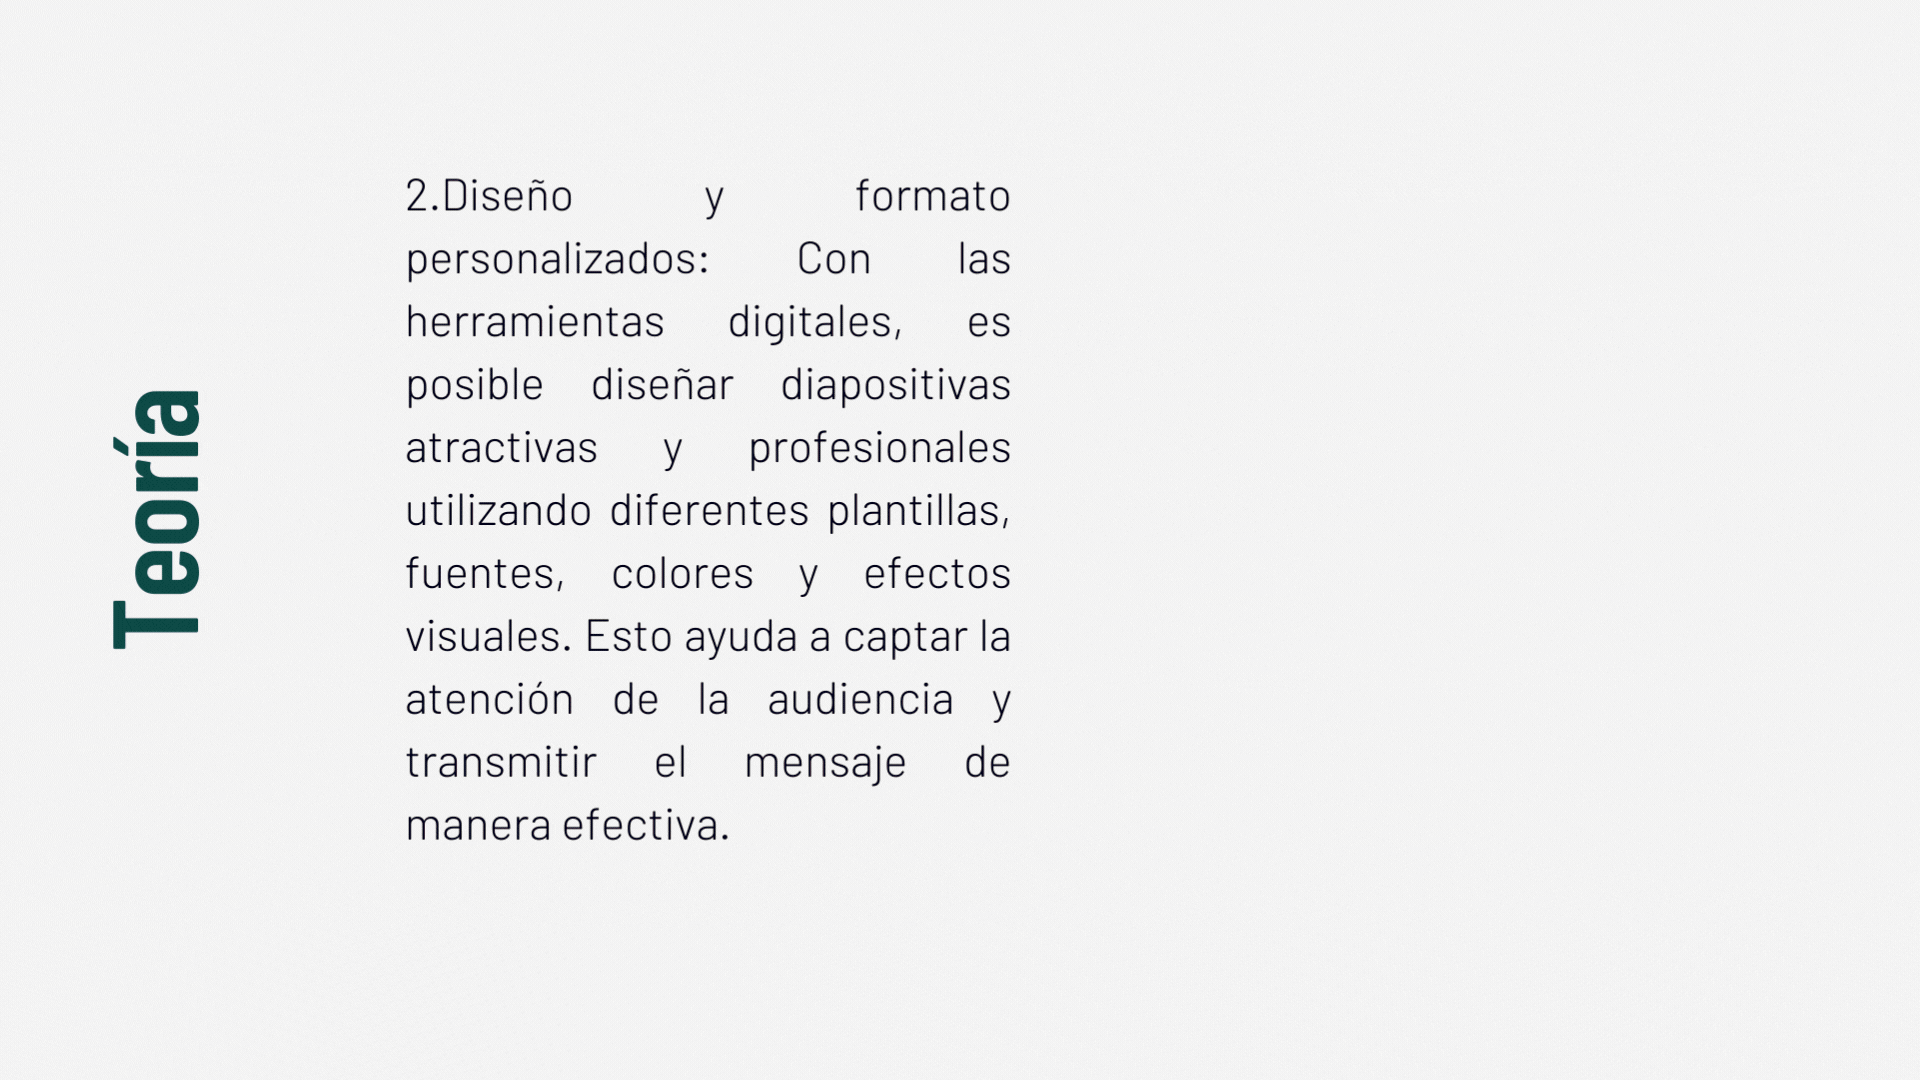 Teoría
2.Diseño y formato
personalizados: Con las
herramientas digitales, es
posible diseñar diapositivas
atractivas y profesionales
utilizando diferentes plantillas,
fuentes, colores y efectos
visuales. Esto ayuda a captar la
atención de la audiencia y
transmitir el mensaje de
manera efectiva.